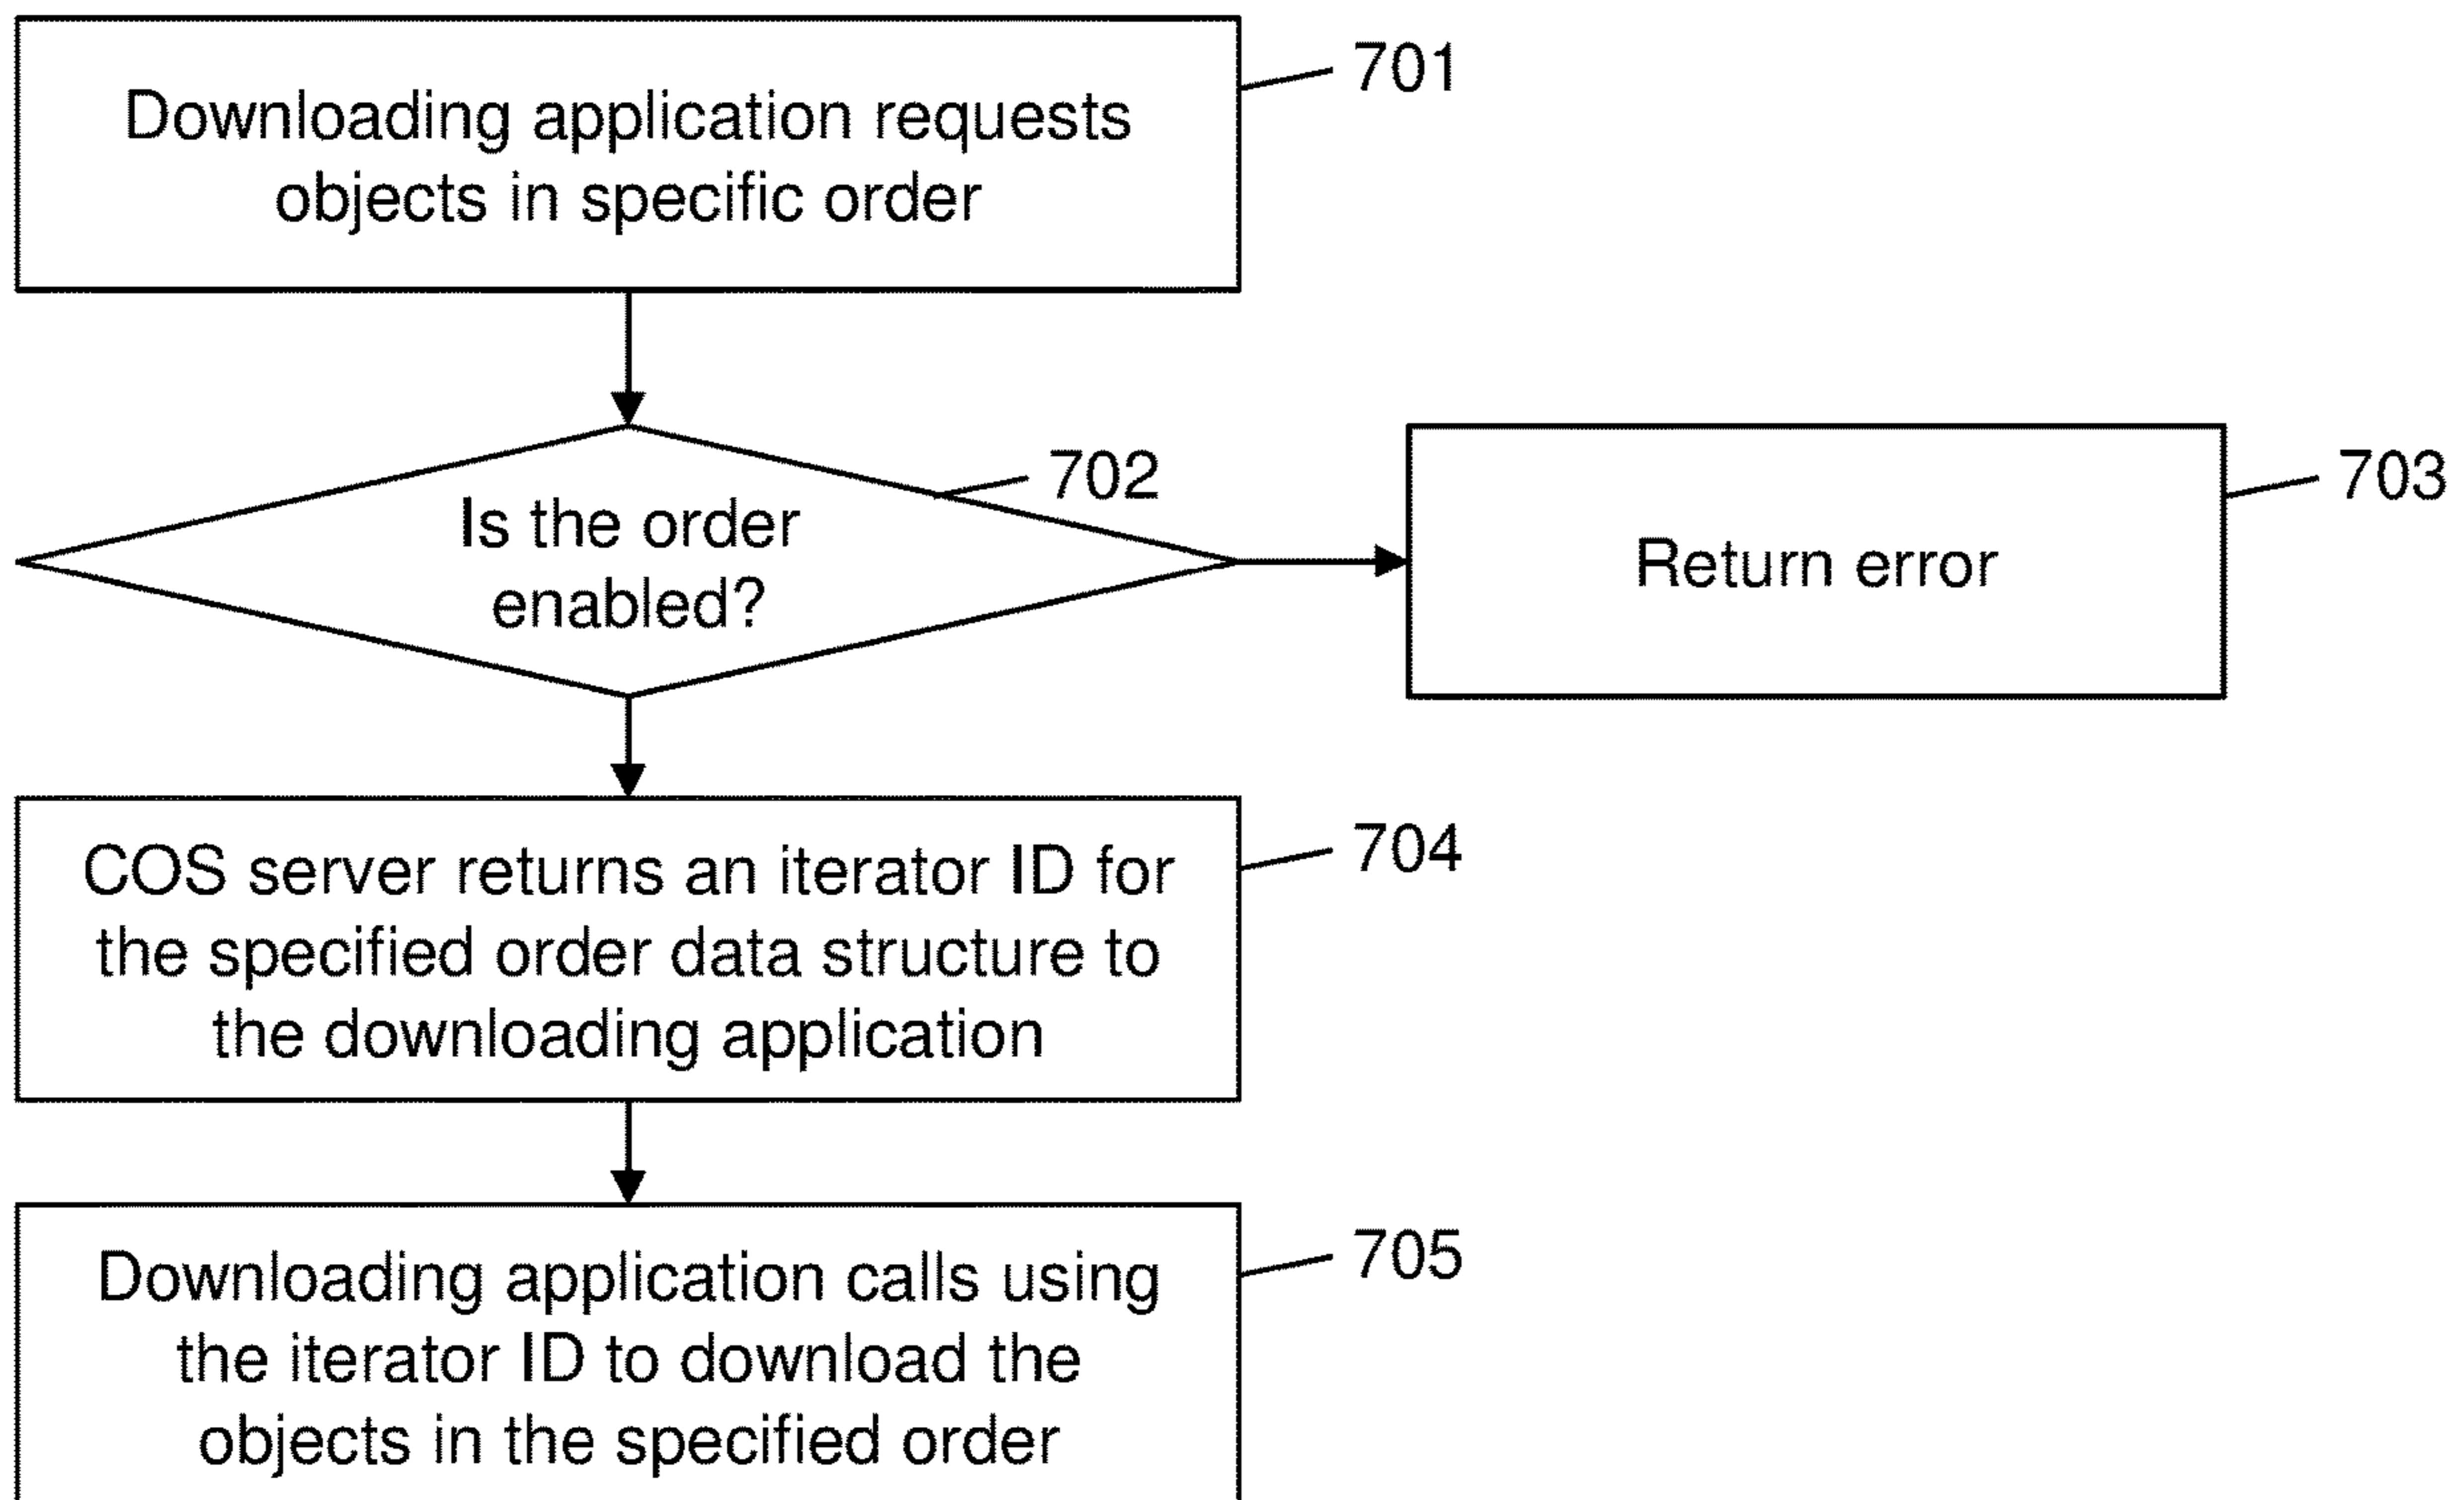 Downloading application requests
objects in specific order
701
Is the order
enabled?
702
Return error
703
COS server returns an iterator ID for
the specified order data structure to
the downloading application
704
Downloading application calls using
the iterator ID to download the
objects in the specified order
705